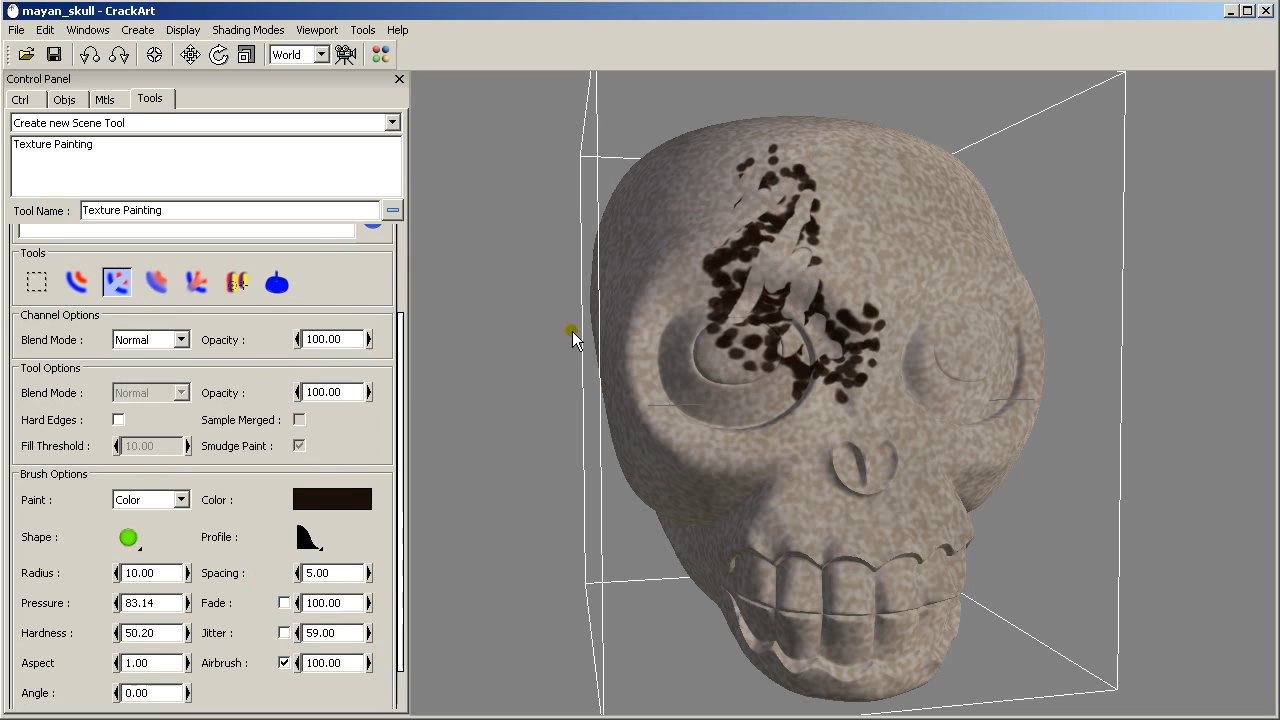 mayan_skull - CrackArt
File Edit Windows Create Display Shading Modes Viewport Tools Help
World
Control Panel
Ctrl Objs Mtls Tools
Create new Scene Tool
Texture Painting
Tool Name : Texture Painting
Tools
Channel Options
Blend Mode : Normal Opacity : 100.00
Tool Options
Blend Mode : Normal Opacity : 100.00
Hard Edges : Sample Merged :
Fill Threshold : 10.00 Smudge Paint :
Brush Options
Paint : Color Color :
Shape : Profile :
Radius : 10.00 Spacing : 5.00
Pressure : 83.14 Fade : 100.00
Hardness : 50.20 Jitter : 59.00
Aspect 1.00 Airbrush : 100.00
Angle : 0.00